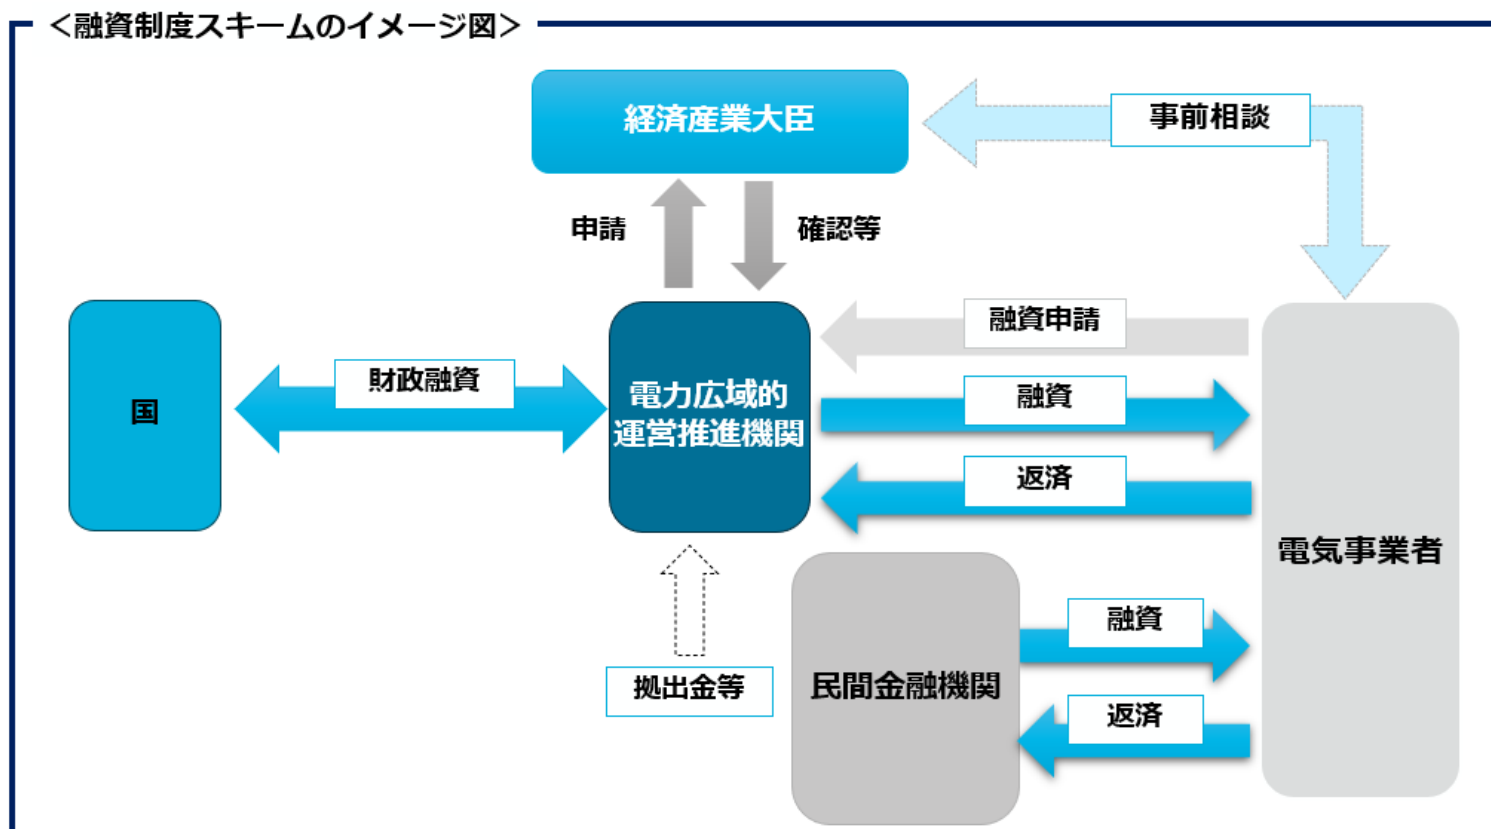 ＜融資制度スキームのイメージ図＞
経済産業大臣
事前相談
申請
確認等
国
財政融資
電力広域的
運営推進機関
融資申請
融資
返済
電気事業者
拠出金等
民間金融機関
融資
返済